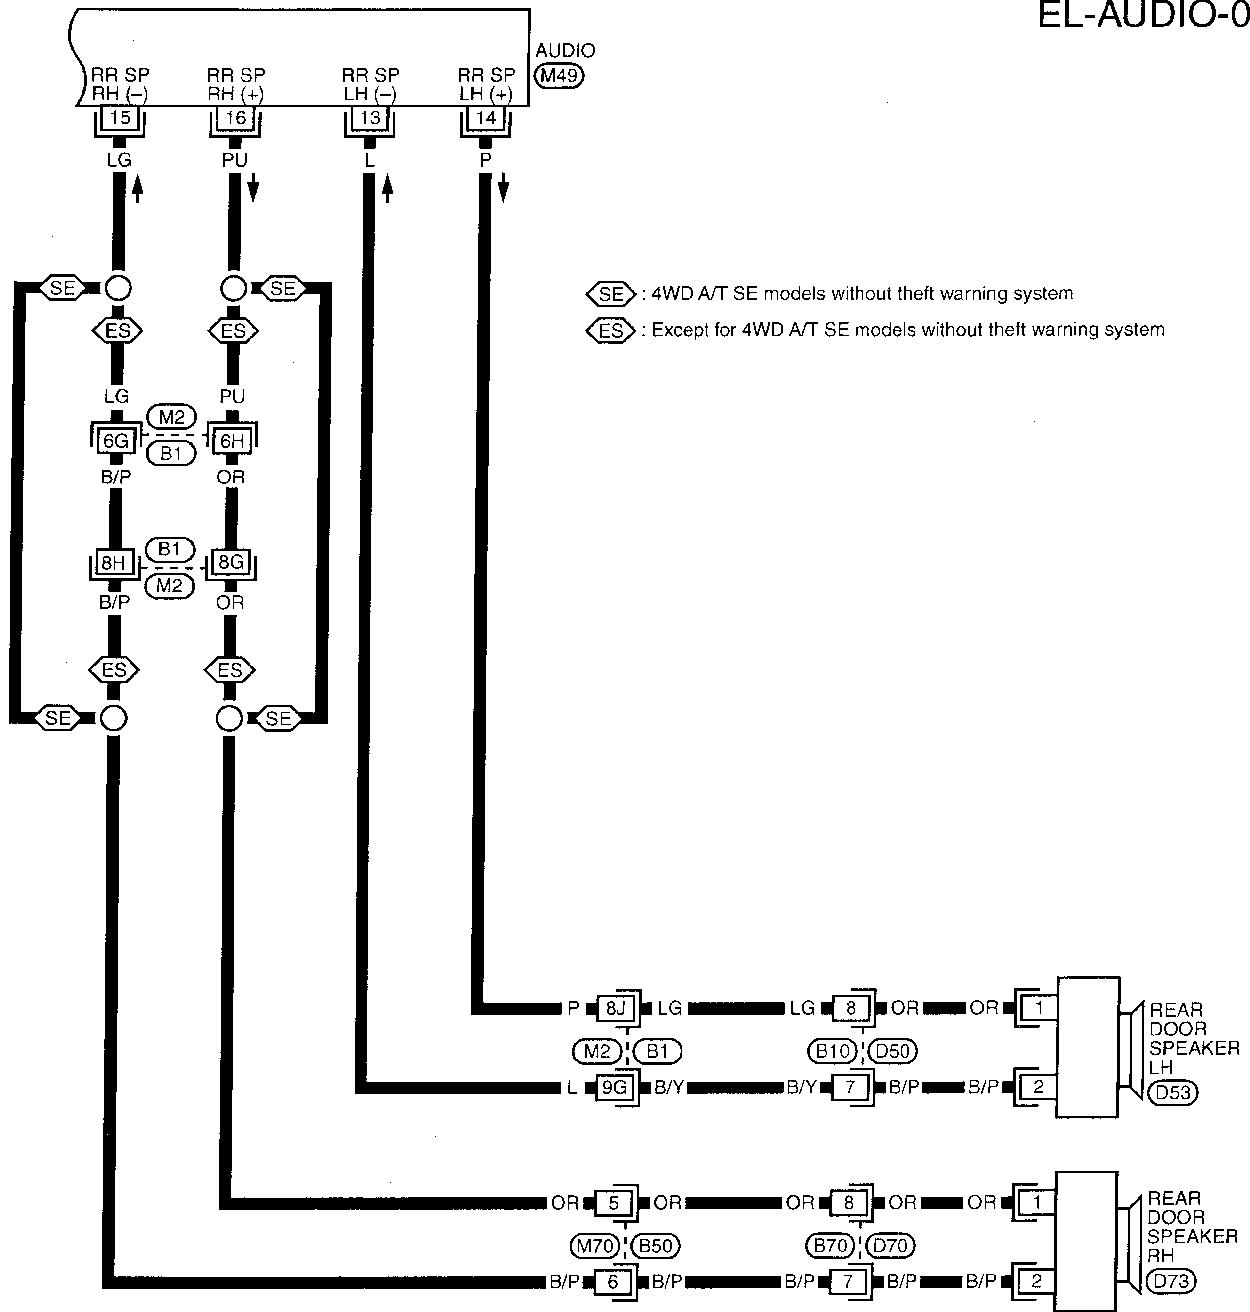 EL-AUDIO-0
AUDIO
M49
RR SP RH (–)
RR SP RH (+)
RR SP LH (–)
RR SP LH (+)
15 16 13 14
LG PU L P
SE SE
SE : 4WD A/T SE models without theft warning system
ES ES
ES : Except for 4WD A/T SE models without theft warning system
LG PU
M2
6G 6H
B1
B/P OR
B1
8H 8G
M2
B/P OR
ES ES
SE SE
P 8J LG LG 8 OR OR 1
M2 B1 B10 D50
L 9G B/Y B/Y 7 B/P B/P 2
REAR
DOOR
SPEAKER
LH
D53
OR 5 OR OR 8 OR OR 1
M70 B50 B70 D70
B/P 6 B/P B/P 7 B/P B/P 2
REAR
DOOR
SPEAKER
RH
D73